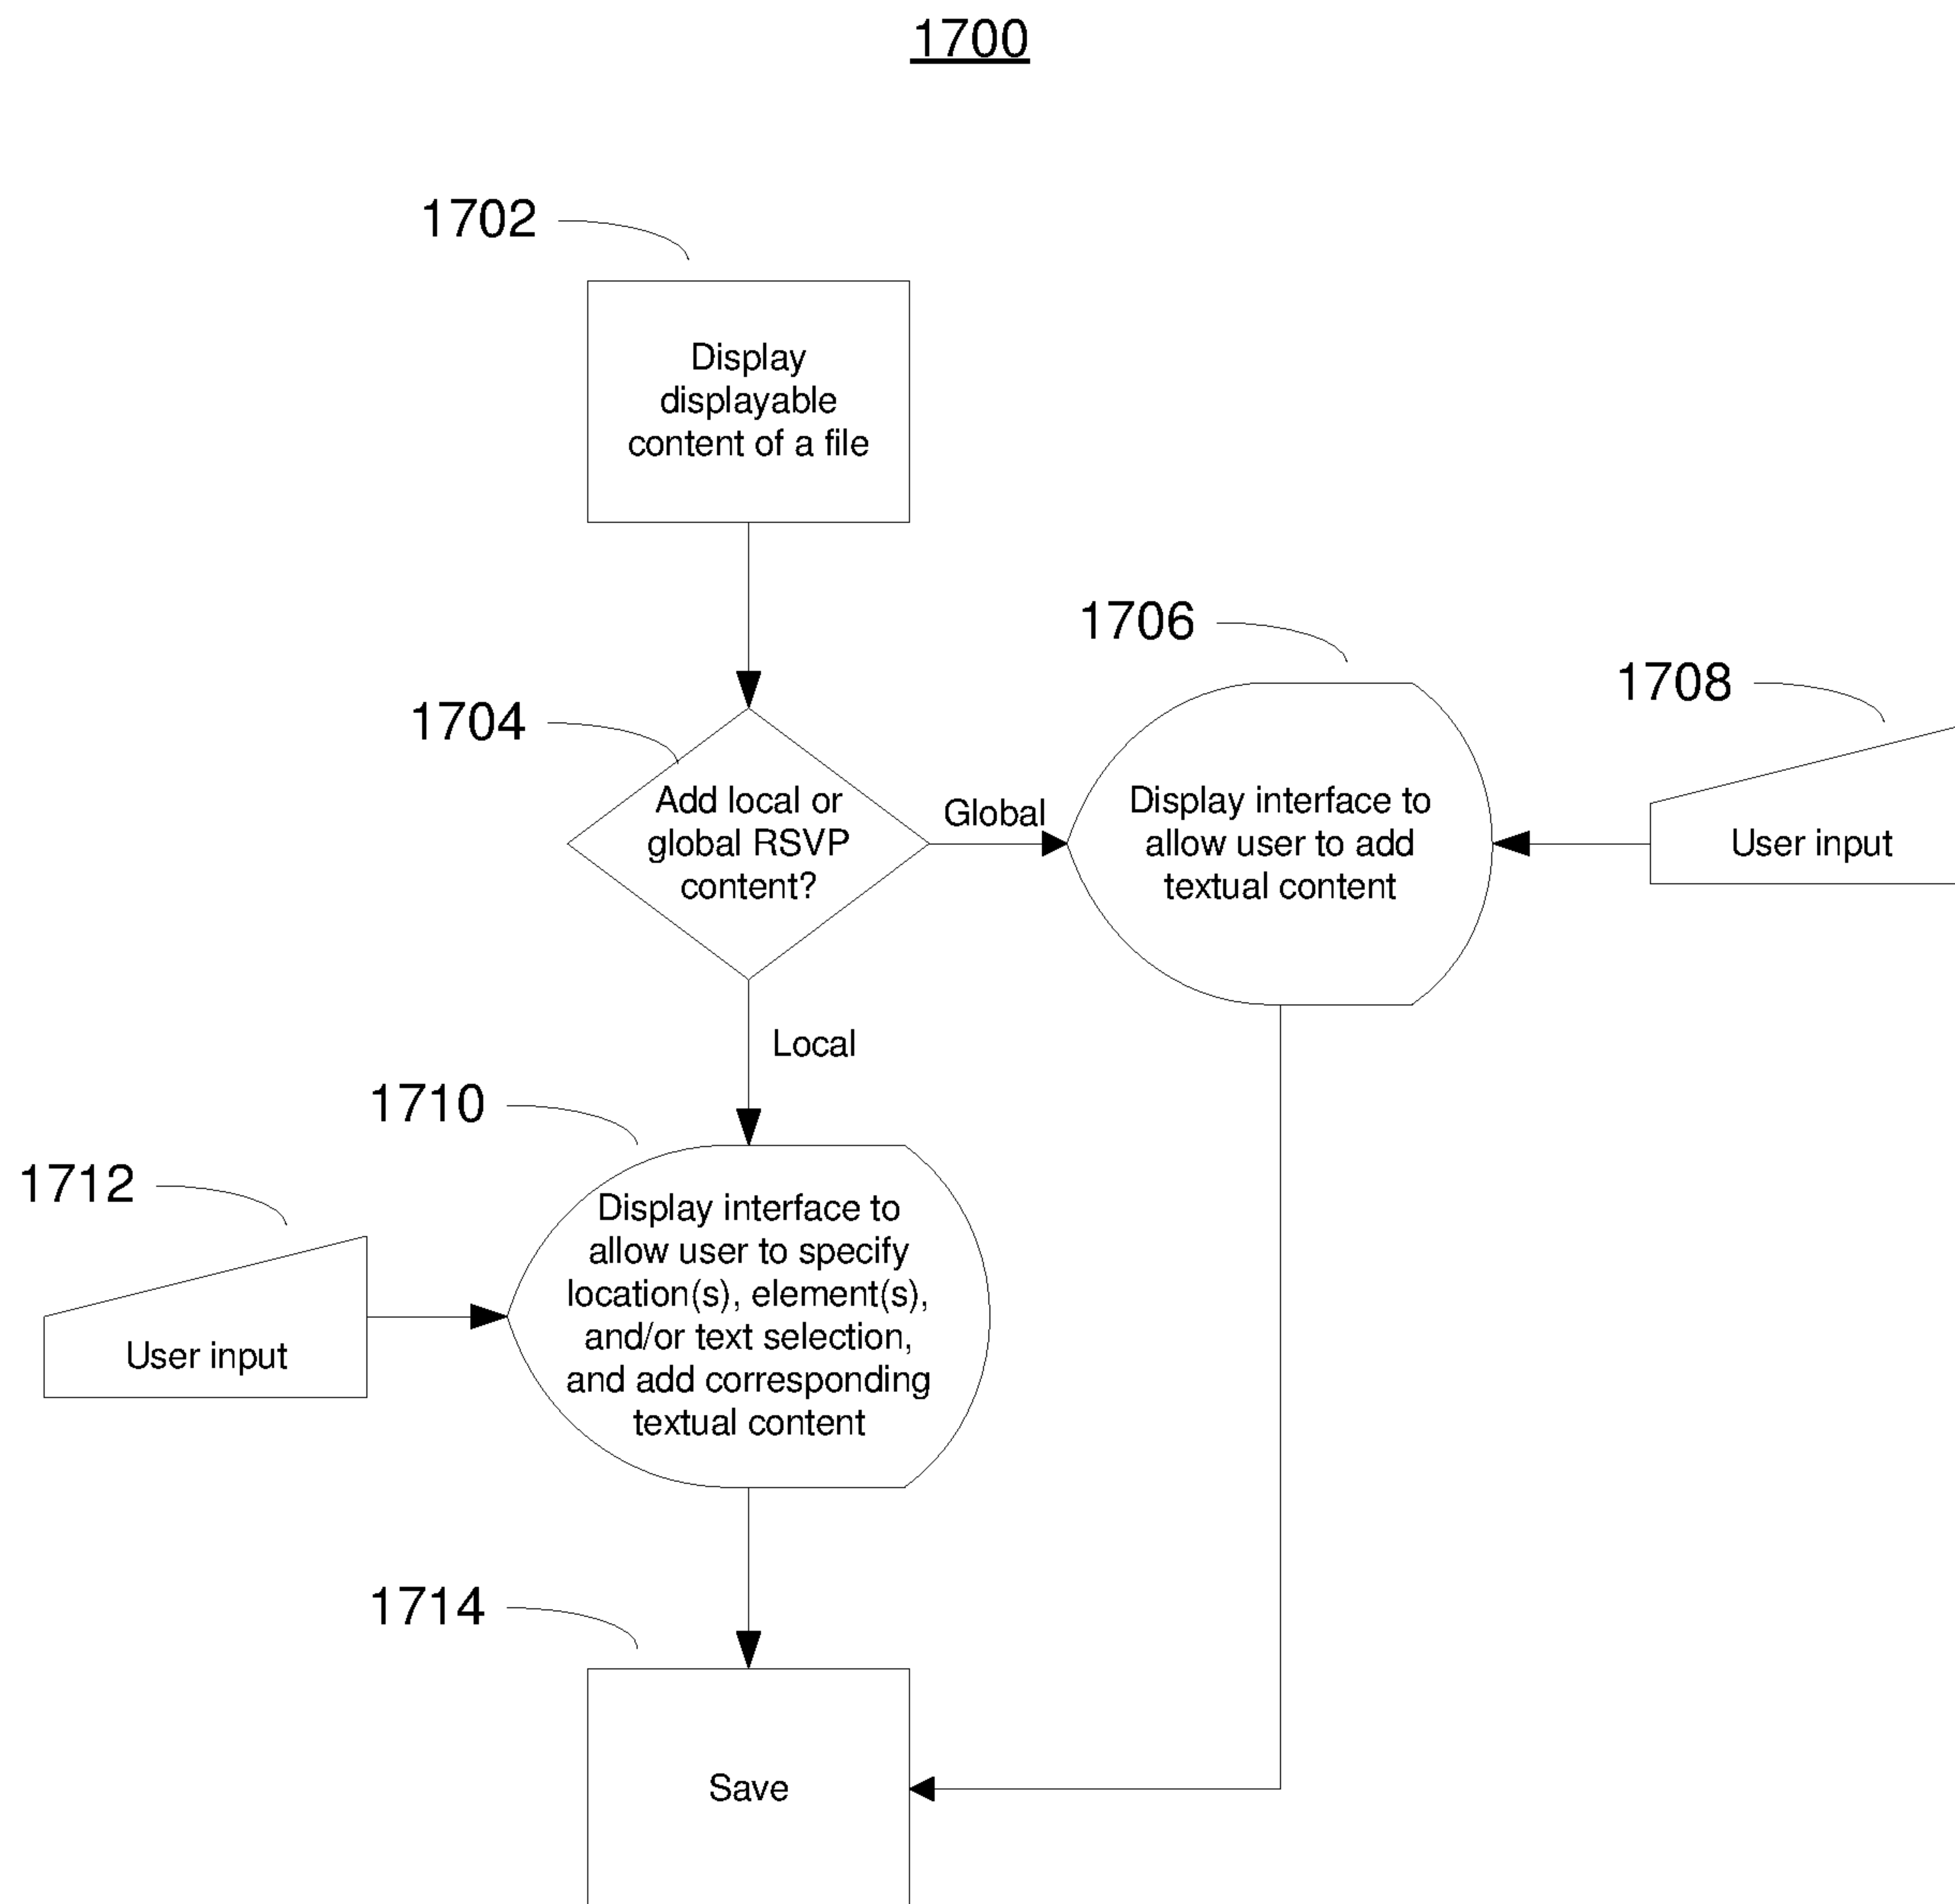 1700
1702
Display
displayable
content of a file
1704
Add local or
global RSVP
content?
Global
1706
Display interface to
allow user to add
textual content
1708
User input
Local
1710
Display interface to
allow user to specify
location(s), element(s),
and/or text selection,
and add corresponding
textual content
1712
User input
1714
Save